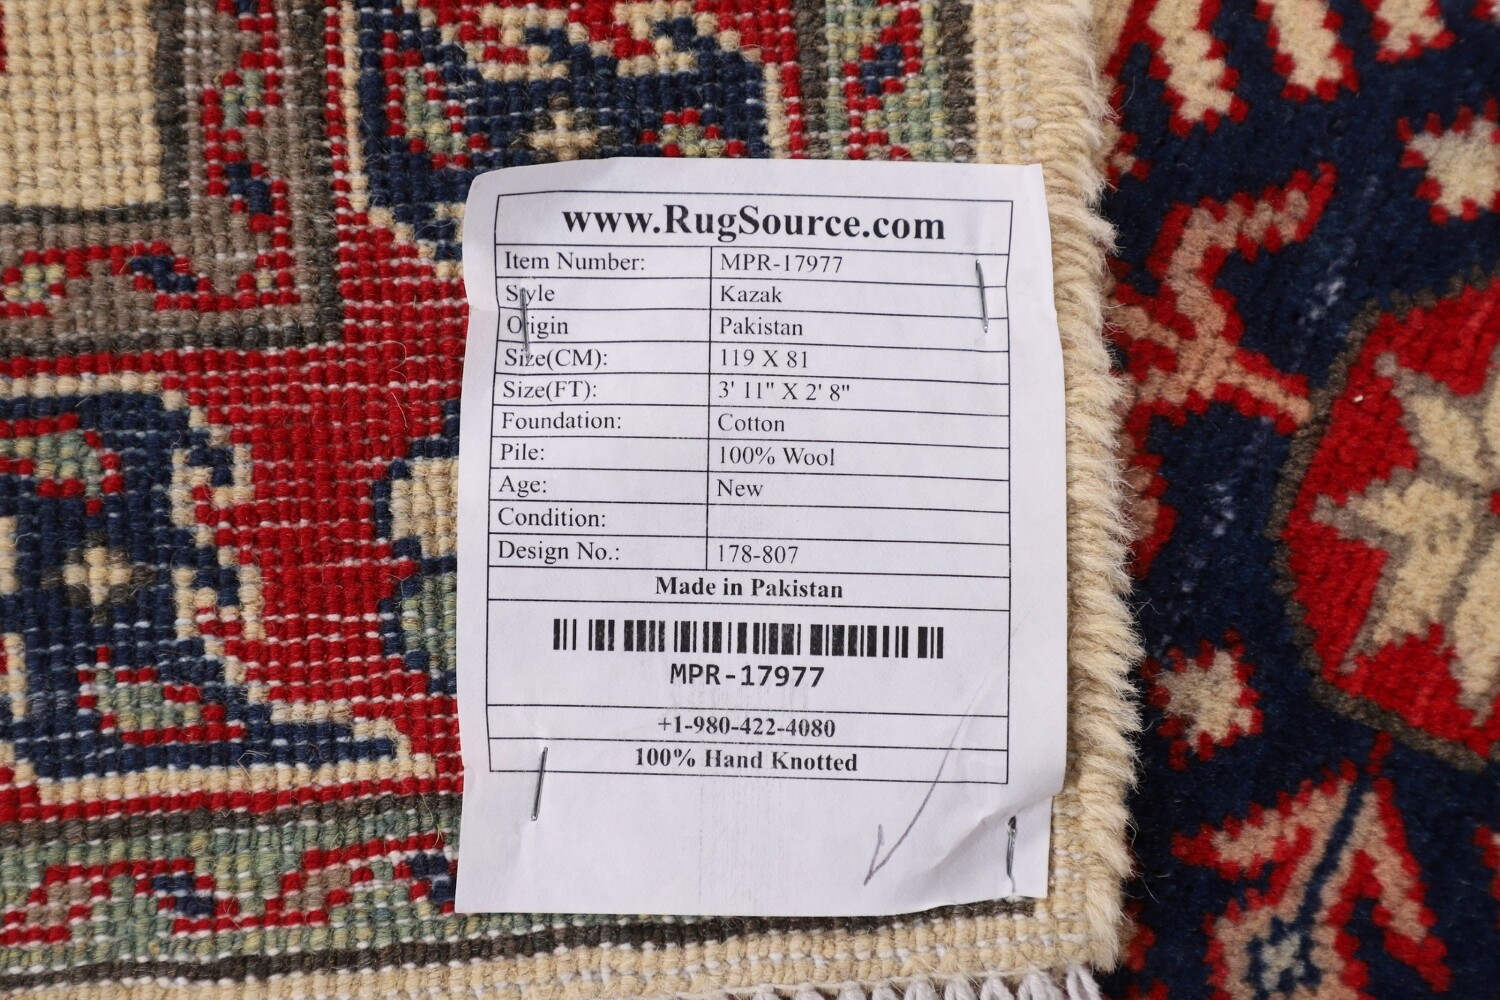 www.RugSource.com
Item Number: MPR-17977
Style Kazak
Origin Pakistan
Size(CM): 119 X 81
Size(FT): 3' 11" X 2' 8"
Foundation: Cotton
Pile: 100% Wool
Age: New
Condition:
Design No.: 178-807
Made in Pakistan
MPR-17977
+1-980-422-4080
100% Hand Knotted